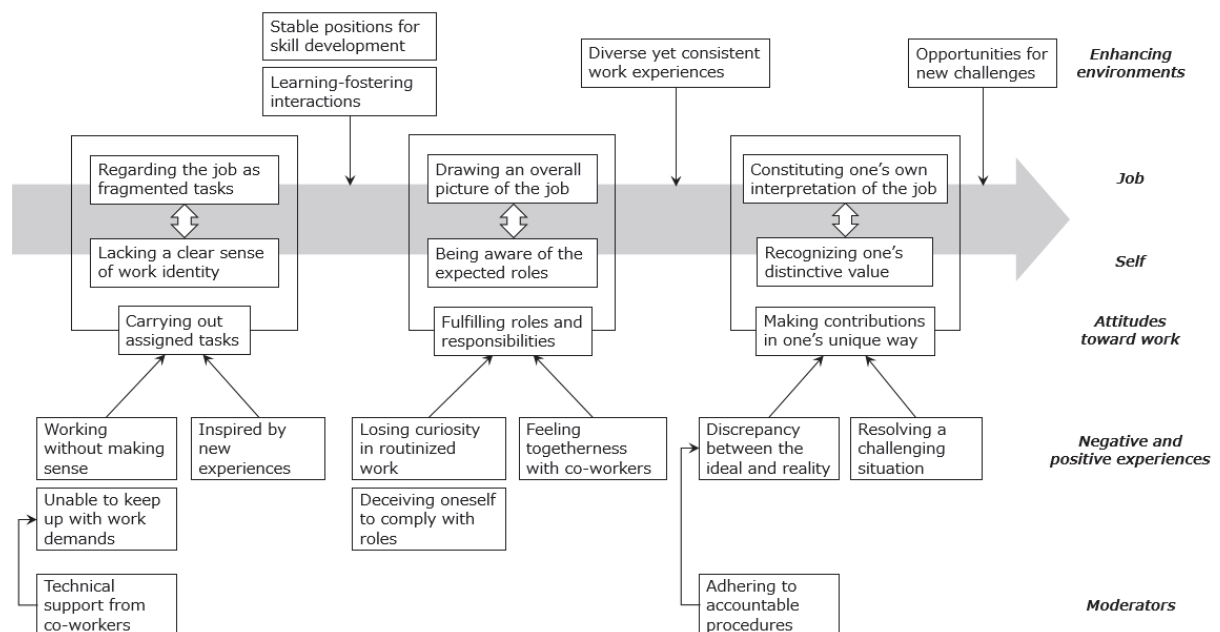 Stable positions for
skill development
Learning-fostering
interactions
Diverse yet consistent
work experiences
Opportunities for
new challenges
Enhancing
environments
Regarding the job as
fragmented tasks
Drawing an overall
picture of the job
Constituting one's own
interpretation of the job
Job
Lacking a clear sense
of work identity
Being aware of the
expected roles
Recognizing one's
distinctive value
Self
Carrying out
assigned tasks
Fulfilling roles and
responsibilities
Making contributions
in one's unique way
Attitudes
toward work
Working
without making
sense
Inspired by
new
experiences
Losing curiosity
in routinized
work
Feeling
togetherness
with co-workers
Discrepancy
between the
ideal and reality
Resolving a
challenging
situation
Negative and
positive experiences
Unable to keep
up with work
demands
Deceiving oneself
to comply with
roles
Technical
support from
co-workers
Adhering to
accountable
procedures
Moderators